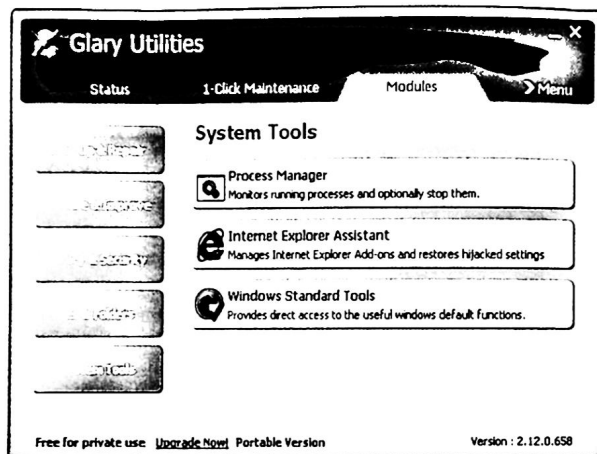 Glary Utilities
Status 1-Click Maintenance Modules Menu
System Tools
Process Manager
Monitors running processes and optionally stop them.
Internet Explorer Assistant
Manages Internet Explorer Add-ons and restores hijacked settings
Windows Standard Tools
Provides direct access to the useful windows default functions.
Free for private use Upgrade Now! Portable Version Version : 2.12.0.658